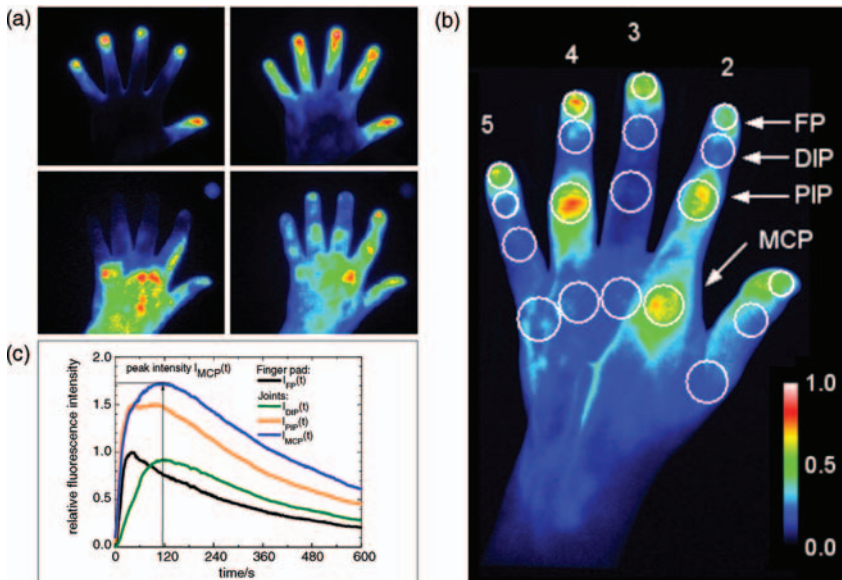 (a)
(b)
3
4
2
5
FP
DIP
PIP
MCP
1.0
0.5
0.0
(c)
relative fluorescence intensity
2.0
1.5
1.0
0.5
0.0
peak intensity I_MCP(t)
Finger pad:
I_FP(t)
Joints:
I_DIP(t)
I_PIP(t)
I_MCP(t)
0 120 240 360 480 600
time/s